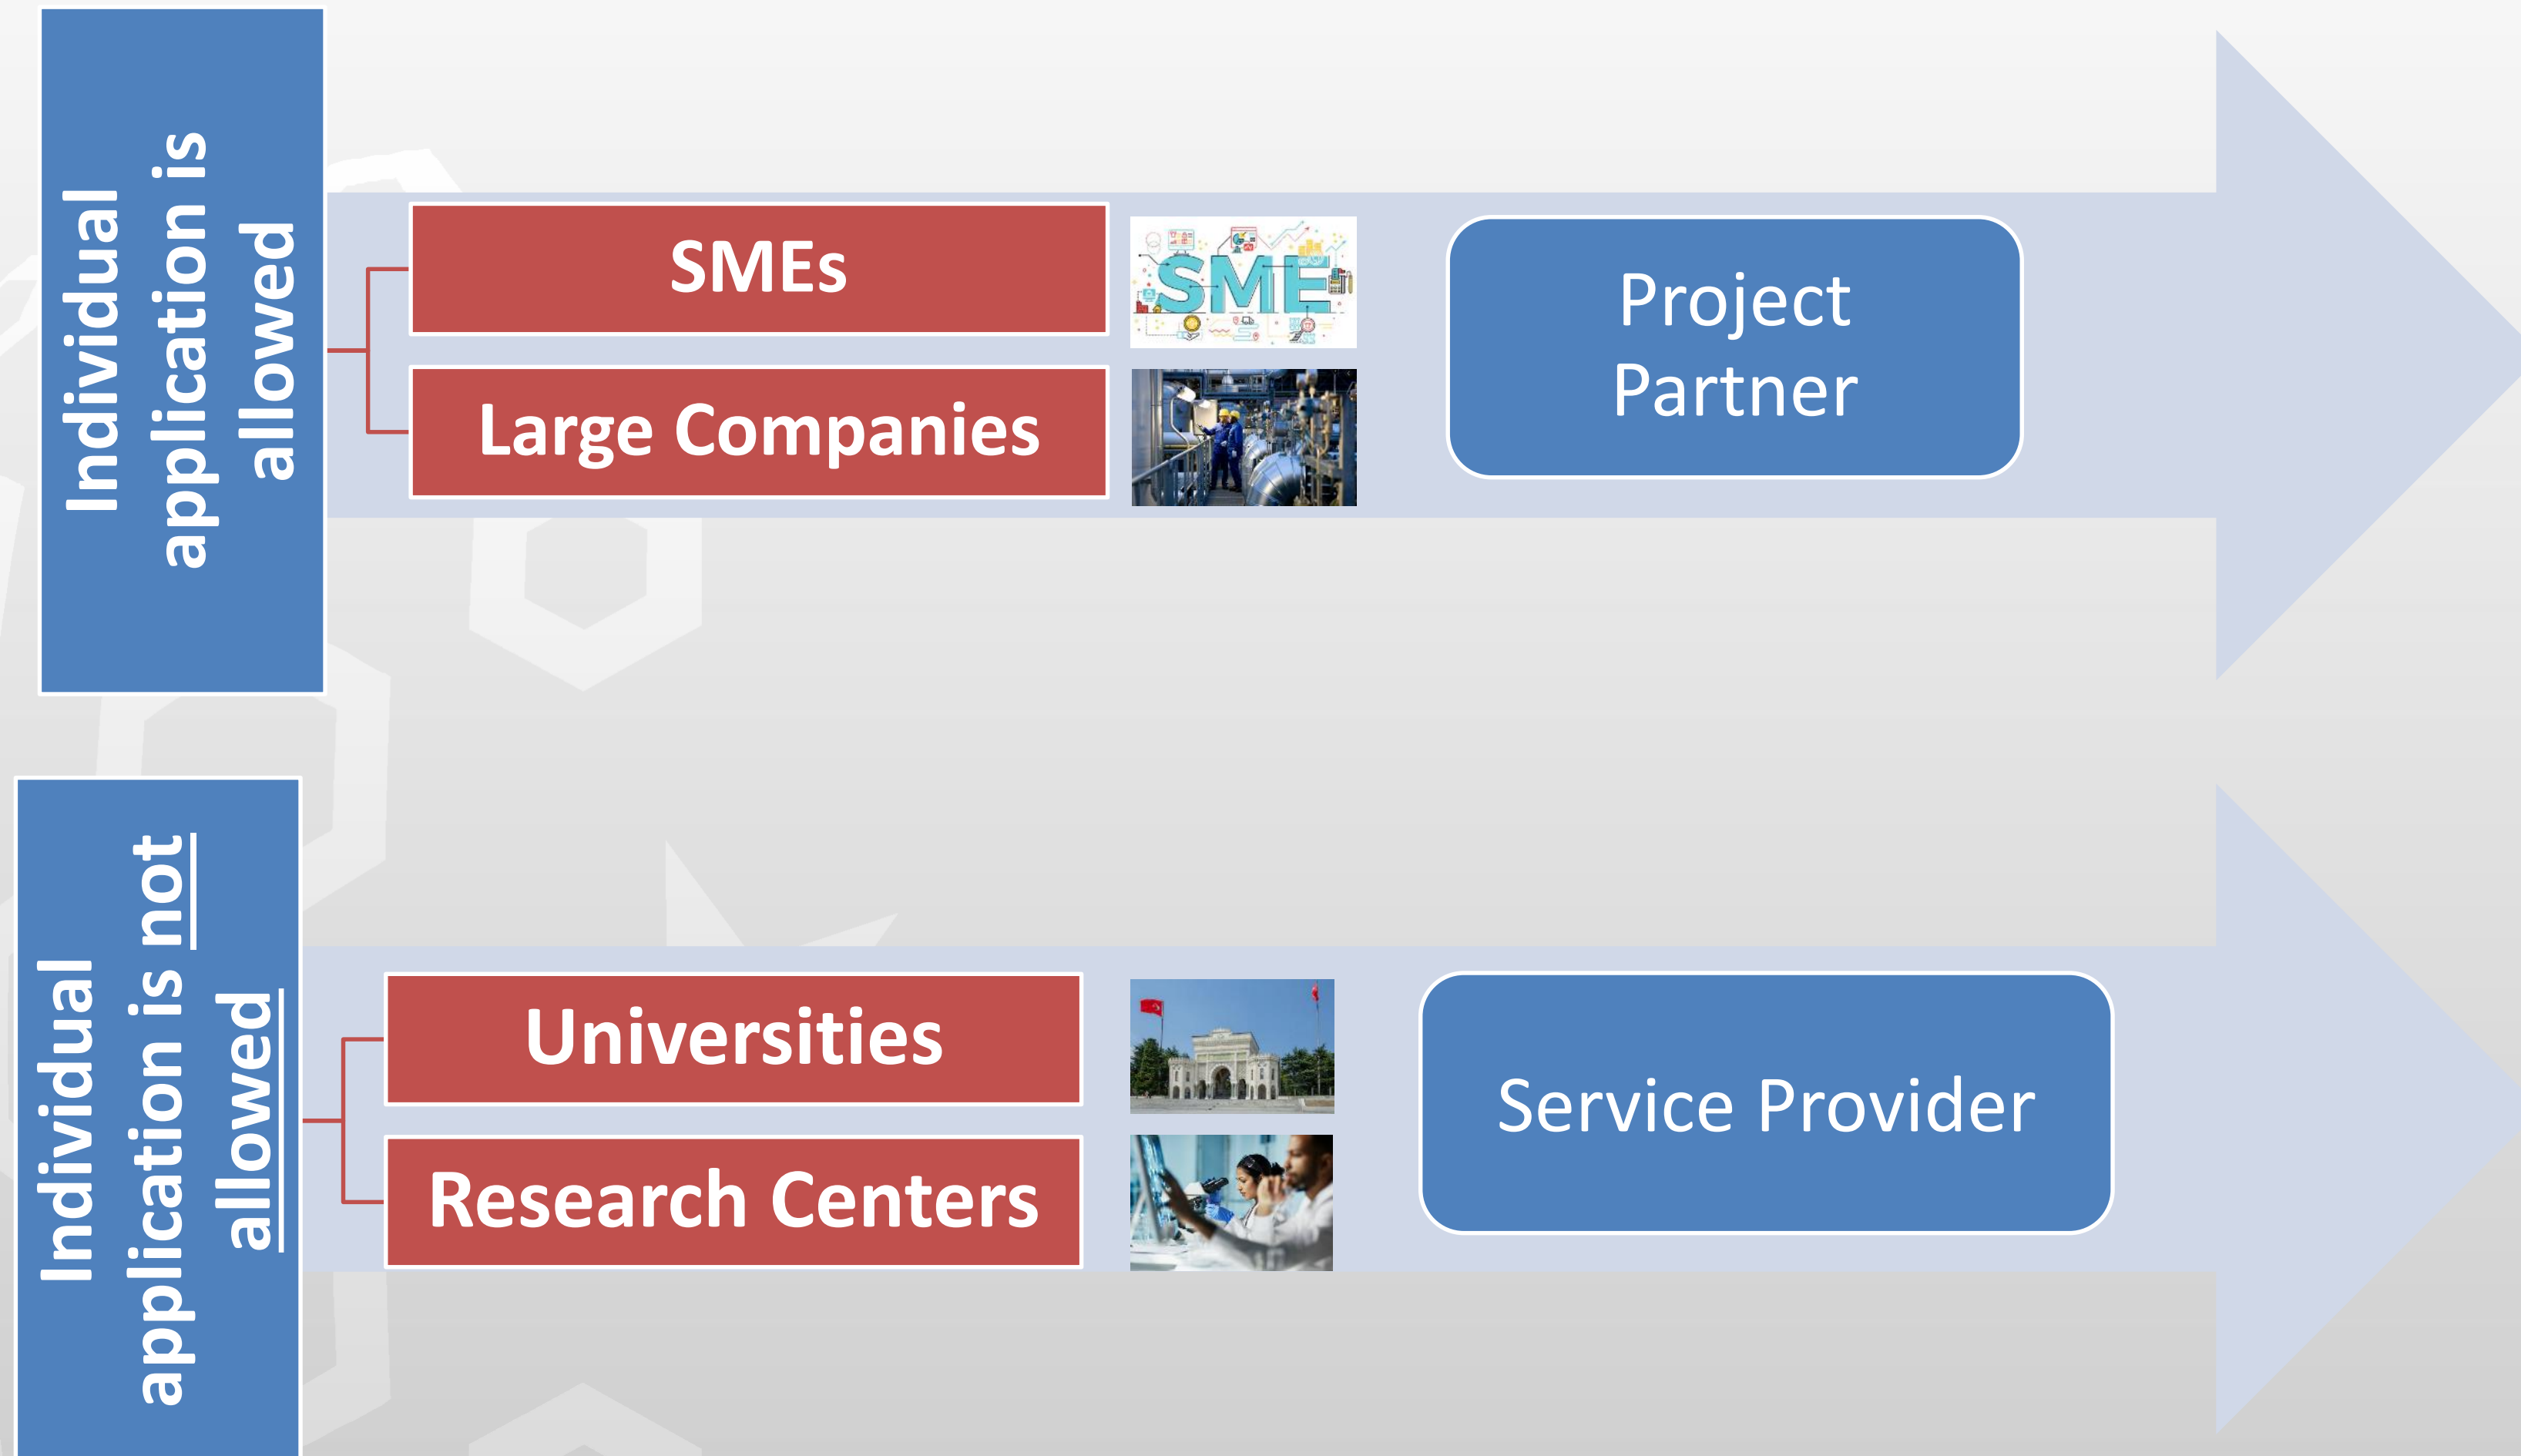 Individual
application is
allowed
SMEs
SME
Large Companies
Project
Partner
Individual
application is not
allowed
Universities
Research Centers
Service Provider